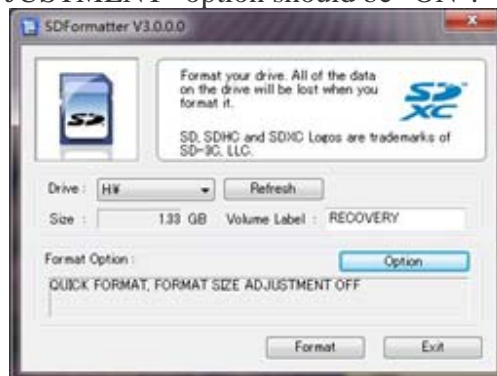 JUSTMENT" option should be "ON".
SDFormatter V3.0.0.0
Format your drive. All of the data
on the drive will be lost when you
format it.
SD, SDHC and SDXC Logos are trademarks of
SD-3C, LLC.
SD
SD
XC
Drive : H¥ Refresh
Size : 1.33 GB Volume Label : RECOVERY
Format Option :
Option
QUICK FORMAT, FORMAT SIZE ADJUSTMENT OFF
Format Exit